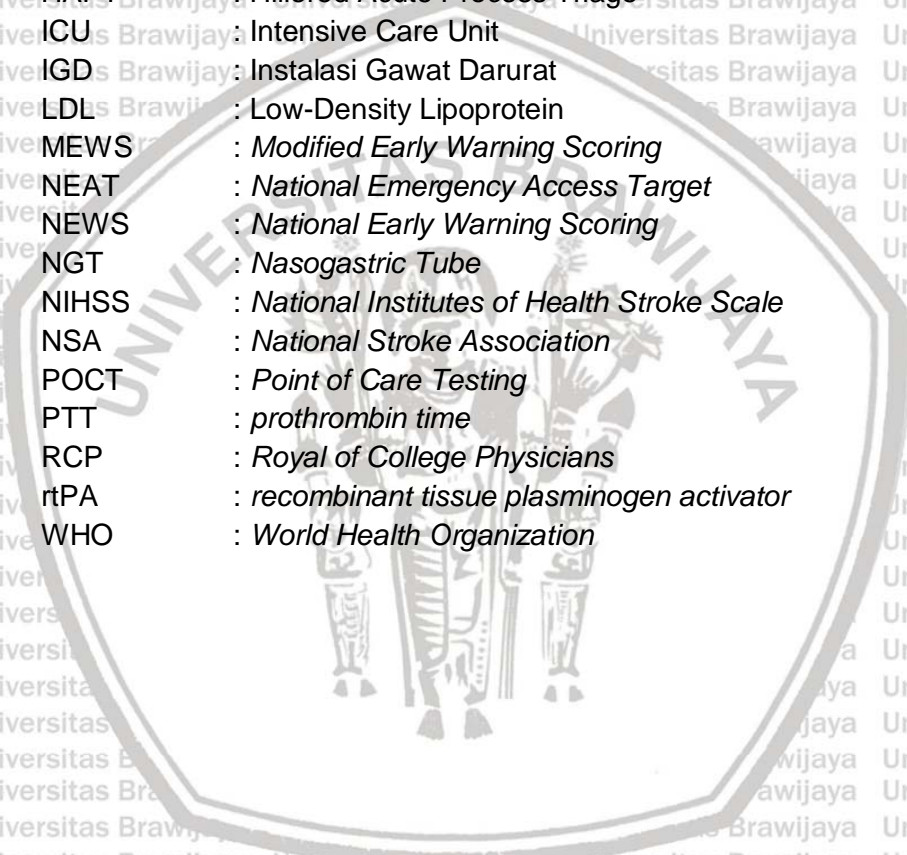 ICU : Intensive Care Unit
IGD : Instalasi Gawat Darurat
LDL : Low-Density Lipoprotein
MEWS : Modified Early Warning Scoring
NEAT : National Emergency Access Target
NEWS : National Early Warning Scoring
NGT : Nasogastric Tube
NIHSS : National Institutes of Health Stroke Scale
NSA : National Stroke Association
POCT : Point of Care Testing
PTT : prothrombin time
RCP : Royal of College Physicians
rtPA : recombinant tissue plasminogen activator
WHO : World Health Organization
UNIVERSITAS BRAWIJAYA